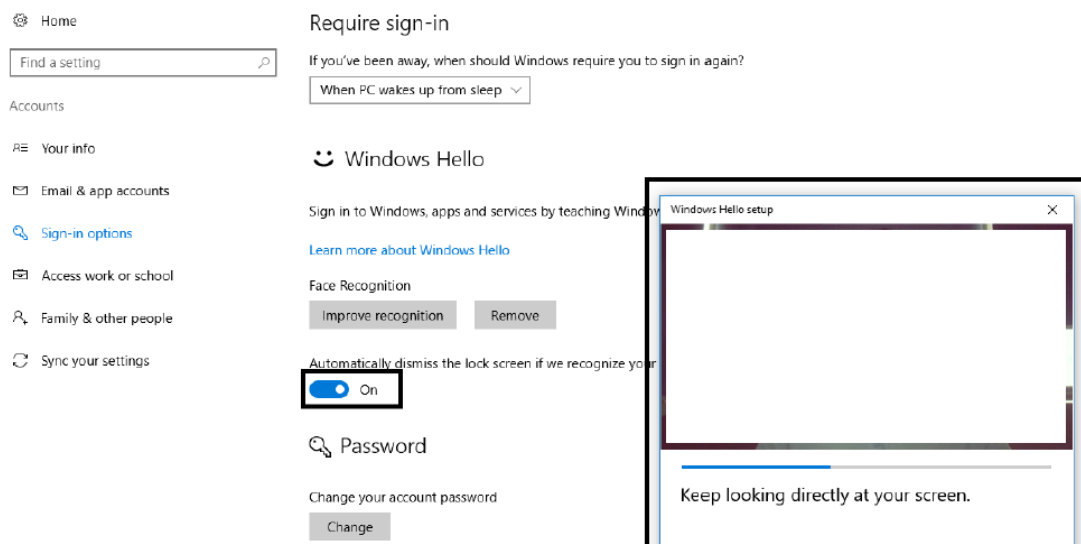 Home
Find a setting
Accounts
Your info
Email & app accounts
Sign-in options
Access work or school
Family & other people
Sync your settings
Require sign-in
If you've been away, when should Windows require you to sign in again?
When PC wakes up from sleep
Windows Hello
Sign in to Windows, apps and services by teaching
Learn more about Windows Hello
Face Recognition
Improve recognition
Remove
Automatically dismiss the lock screen if we recognize your
On
Password
Change your account password
Change
Windows Hello setup
Keep looking directly at your screen.